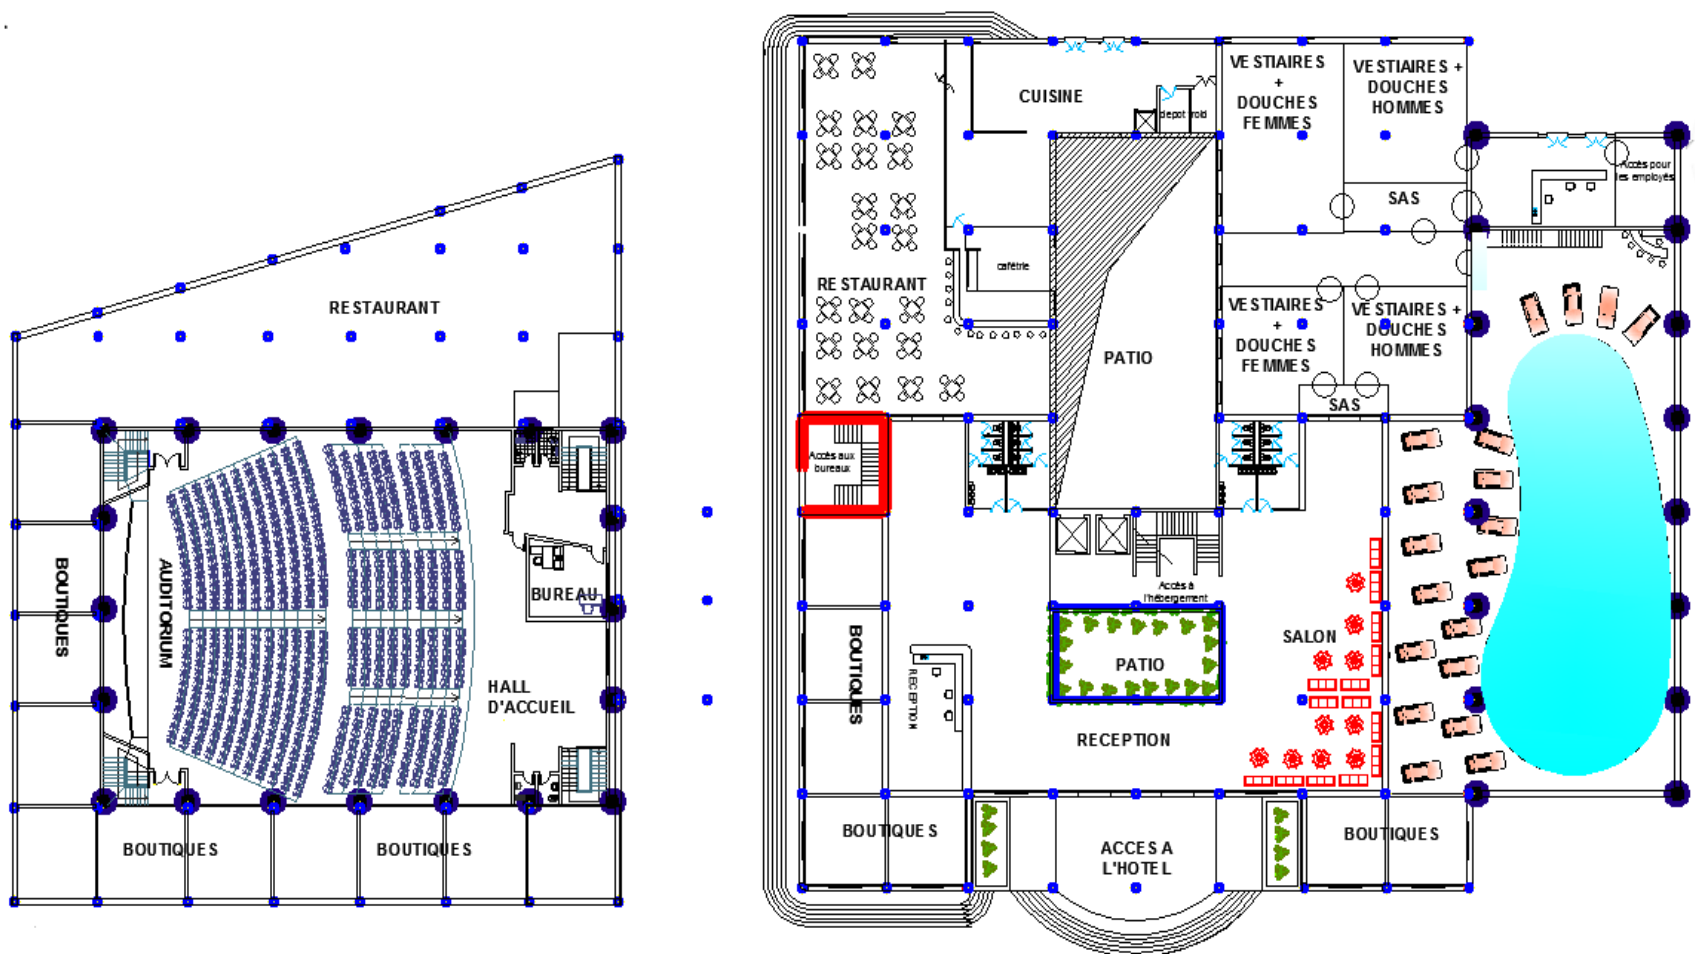 RESTAURANT
BOUTIQUES
AUDITORIUM
BUREAU
HALL
D'ACCUEIL
BOUTIQUES
BOUTIQUES
CUISINE
depot froid
VESTIAIRES
+
DOUCHES
FEMMES
VESTIAIRES +
DOUCHES
HOMMES
Accès pour
les employés
SAS
RESTAURANT
cafétrie
PATIO
VESTIAIRES
+
DOUCHES
FEMMES
VESTIAIRES +
DOUCHES
HOMMES
SAS
Accès aux
bureaux
Accès à
l'hébergement
BOUTIQUES
RECEPTION
PATIO
SALON
RECEPTION
BOUTIQUES
ACCES A
L'HOTEL
BOUTIQUES